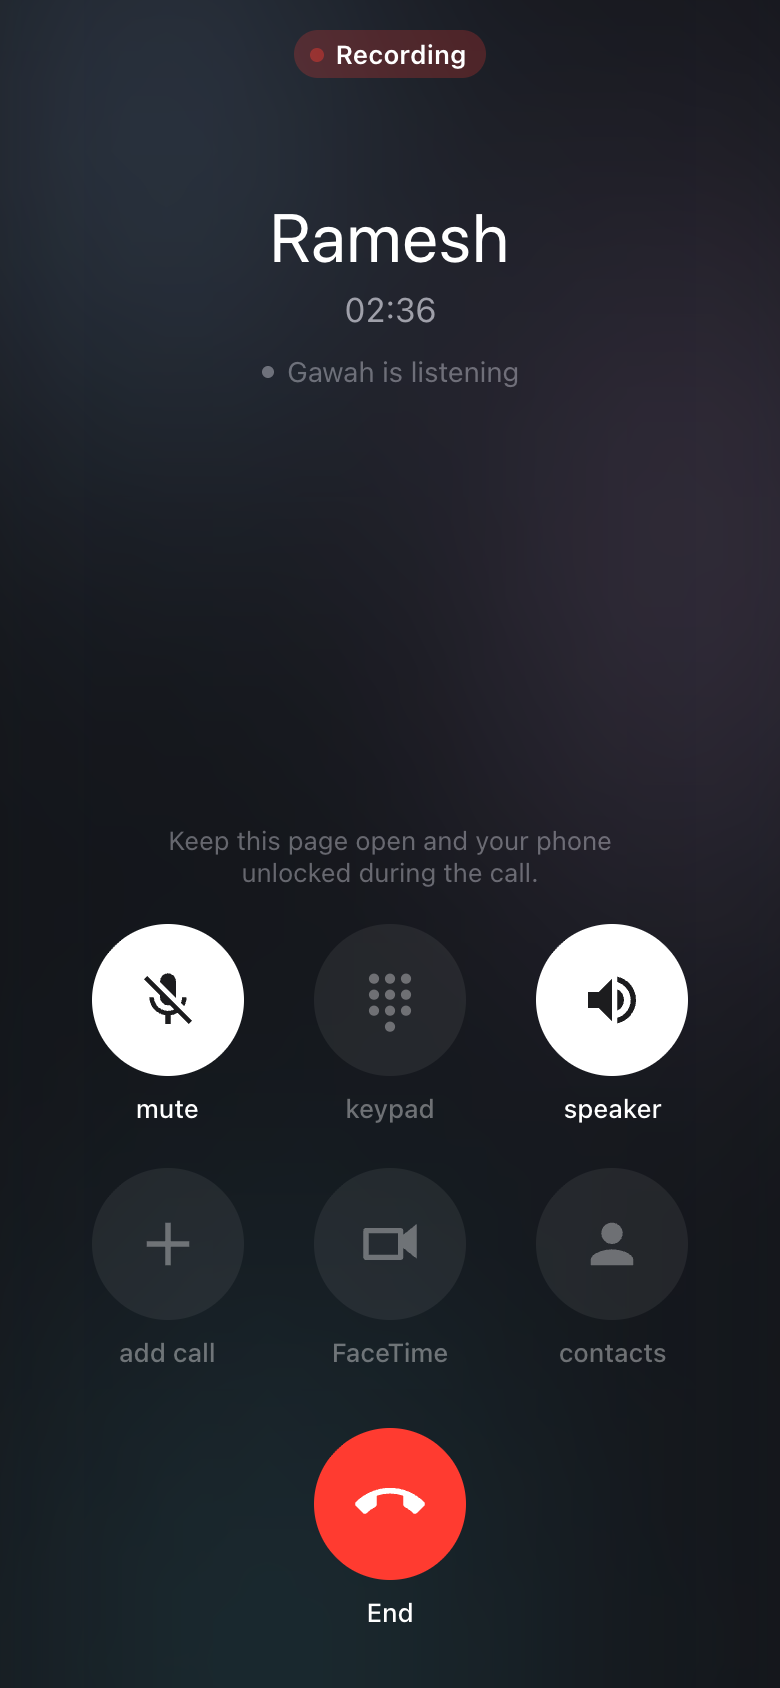 Recording
Ramesh
02:36
Gawah is listening
Keep this page open and your phone
unlocked during the call.
mute
keypad
speaker
add call
FaceTime
contacts
End